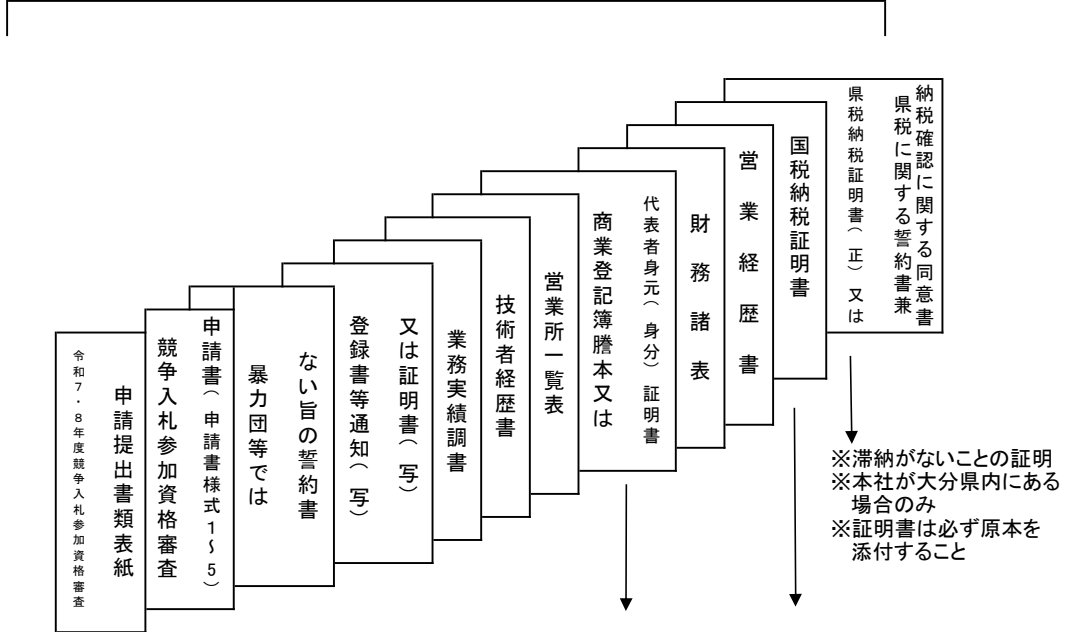 令和７・８年度競争入札参加資格審査
申請提出書類表紙
競争入札参加資格審査
申請書（申請書様式１～５）
暴力団等では
ない旨の誓約書
登録書等通知（写）
又は証明書（写）
業務実績調書
技術者経歴書
営業所一覧表
商業登記簿謄本又は
代表者身元（身分）証明書
財務諸表
営業経歴書
国税納税証明書
県税納税証明書（正）又は
県税に関する誓約書兼
納税確認に関する同意書
※滞納がないことの証明
※本社が大分県内にある
場合のみ
※証明書は必ず原本を
添付すること